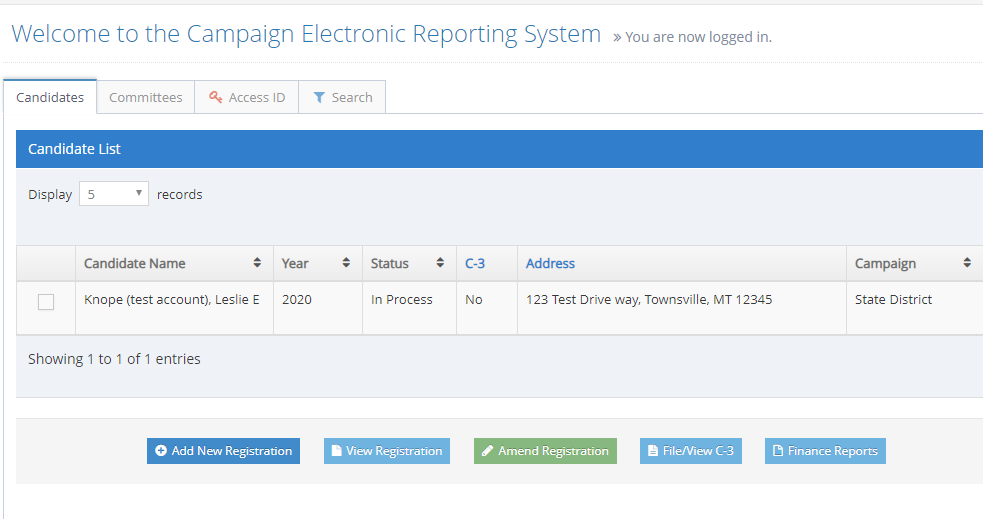 Welcome to the Campaign Electronic Reporting System » You are now logged in.
Candidates Committees Access ID Search
Candidate List
Display 5 records
Candidate Name Year Status C-3 Address Campaign
Knope (test account), Leslie E 2020 In Process No 123 Test Drive way, Townsville, MT 12345 State District
Showing 1 to 1 of 1 entries
Add New Registration View Registration Amend Registration File/View C-3 Finance Reports